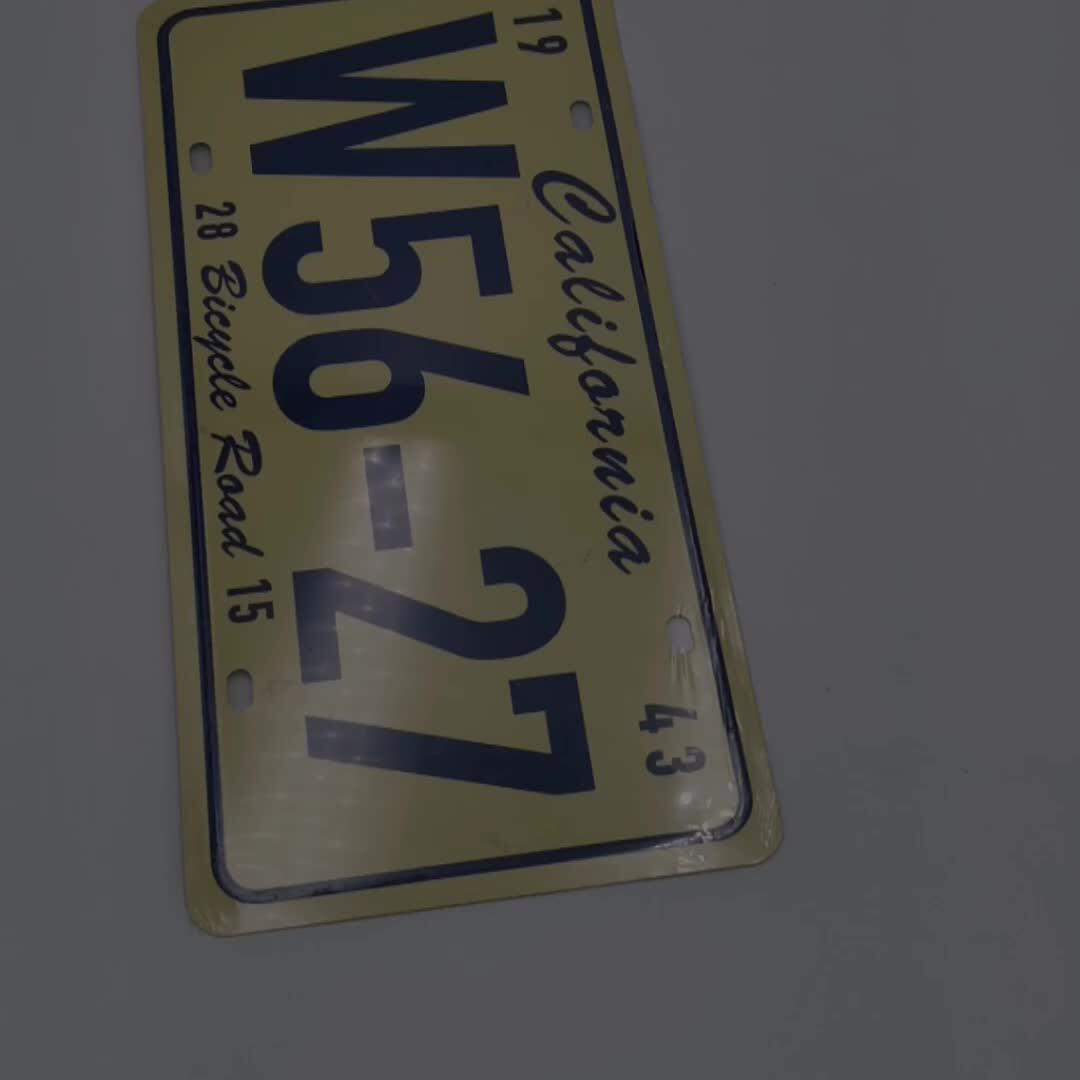 19 California 43
W56-27
28 Bicycle Road 15